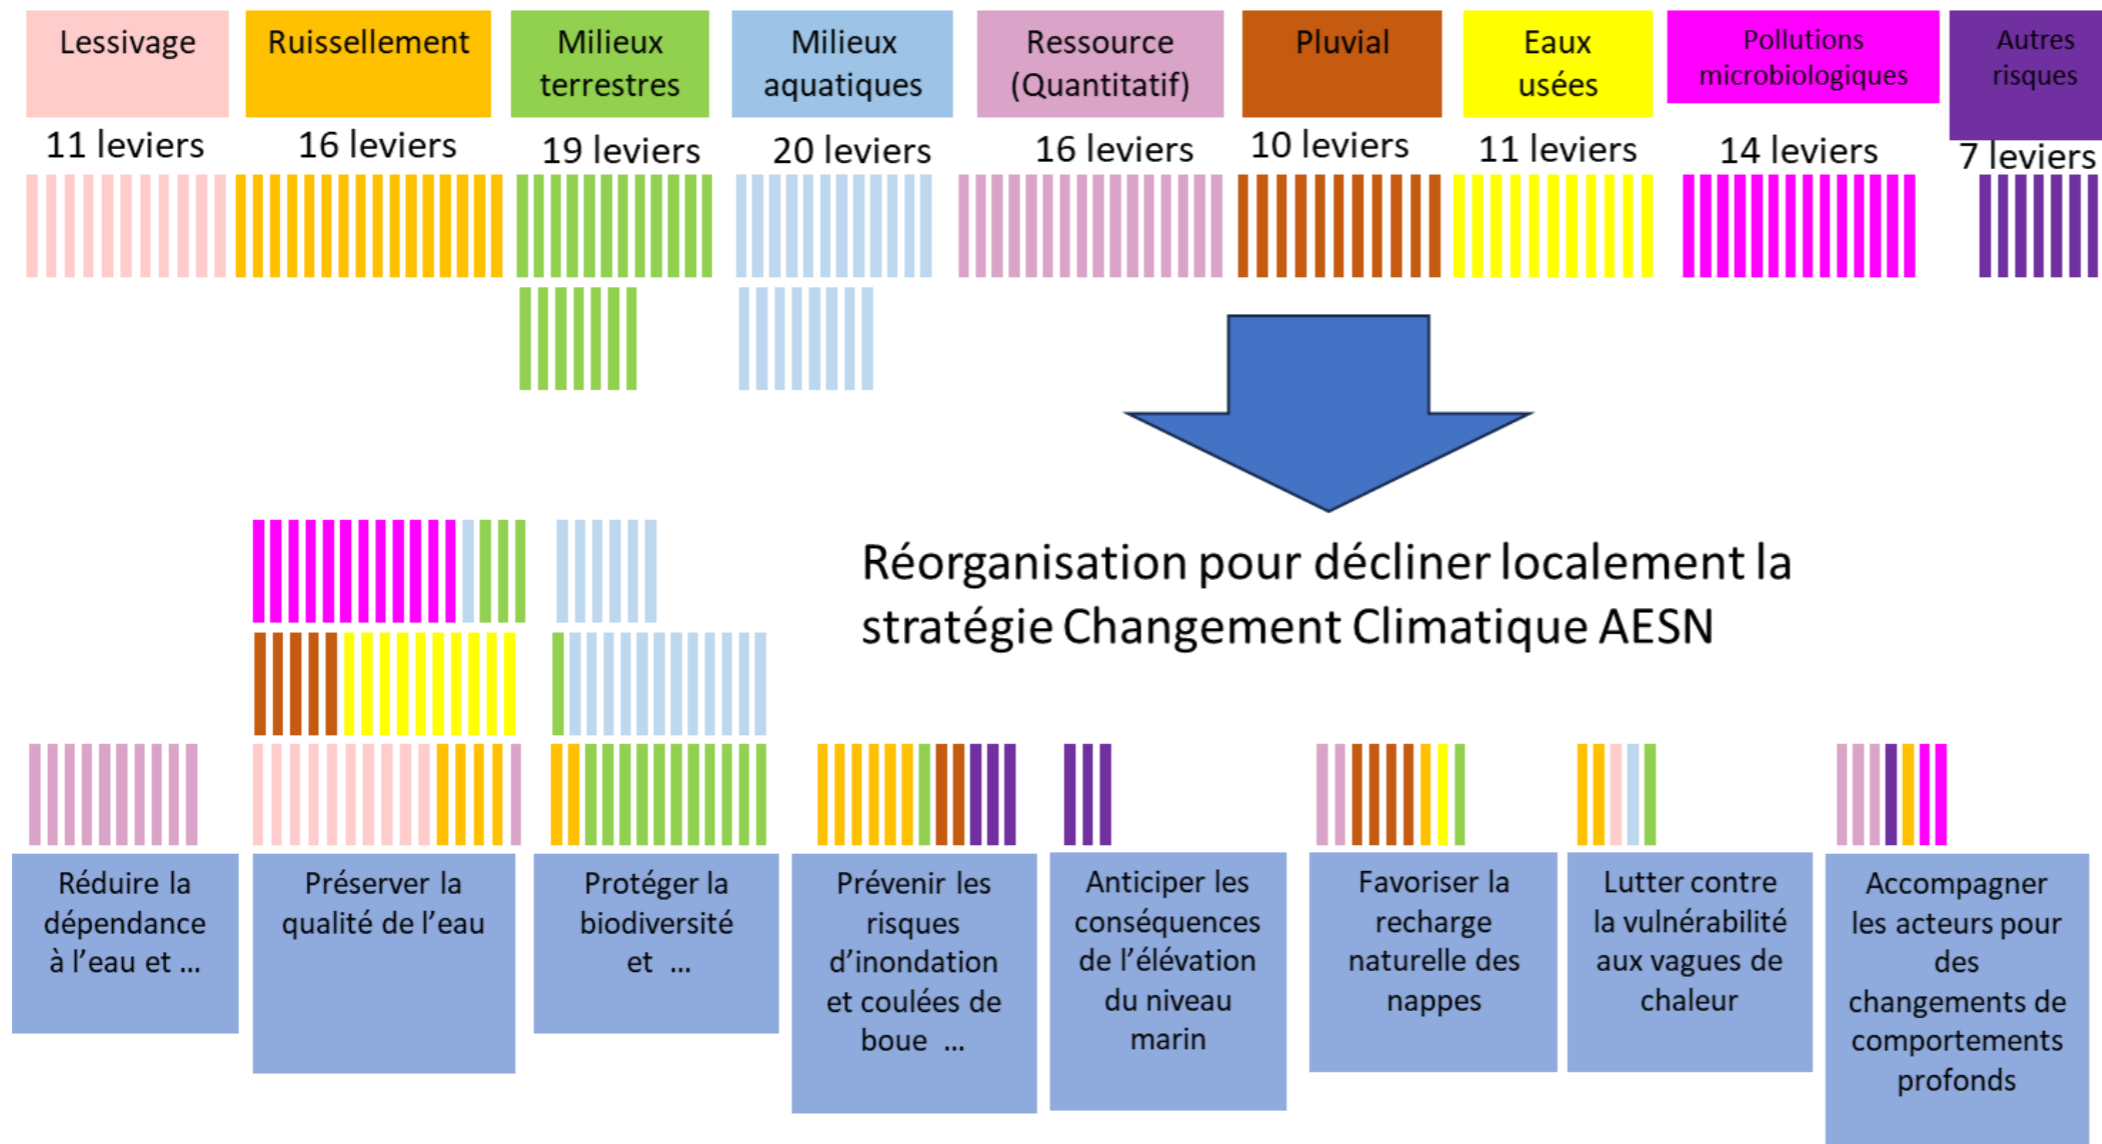 Lessivage
Ruissellement
Milieux
terrestres
Milieux
aquatiques
Ressource
(Quantitatif)
Pluvial
Eaux
usées
Pollutions
microbiologiques
Autres
risques
11 leviers
16 leviers
19 leviers
20 leviers
16 leviers
10 leviers
11 leviers
14 leviers
7 leviers
Réorganisation pour décliner localement la
stratégie Changement Climatique AESN
Réduire la
dépendance
à l’eau et ...
Préserver la
qualité de l’eau
Protéger la
biodiversité
et ...
Prévenir les
risques
d’inondation
et coulées de
boue ...
Anticiper les
conséquences
de l’élévation
du niveau
marin
Favoriser la
recharge
naturelle des
nappes
Lutter contre
la vulnérabilité
aux vagues de
chaleur
Accompagner
les acteurs pour
des
changements de
comportements
profonds